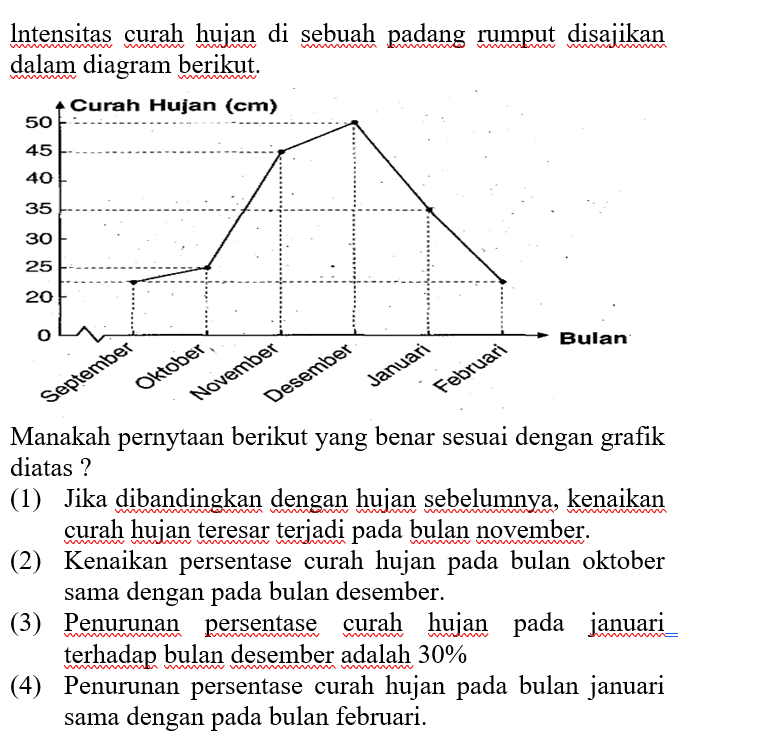 lntensitas curah hujan di sebuah padang rumput disajikan
dalam diagram berikut.
Curah Hujan (cm)
50
45
40
35
30
25
20
0
Bulan
September
Oktober
November
Desember
Januari
Februari
Manakah pernytaan berikut yang benar sesuai dengan grafik
diatas ?
(1) Jika dibandingkan dengan hujan sebelumnya, kenaikan
curah hujan teresar terjadi pada bulan november.
(2) Kenaikan persentase curah hujan pada bulan oktober
sama dengan pada bulan desember.
(3) Penurunan persentase curah hujan pada januari
terhadap bulan desember adalah 30%
(4) Penurunan persentase curah hujan pada bulan januari
sama dengan pada bulan februari.